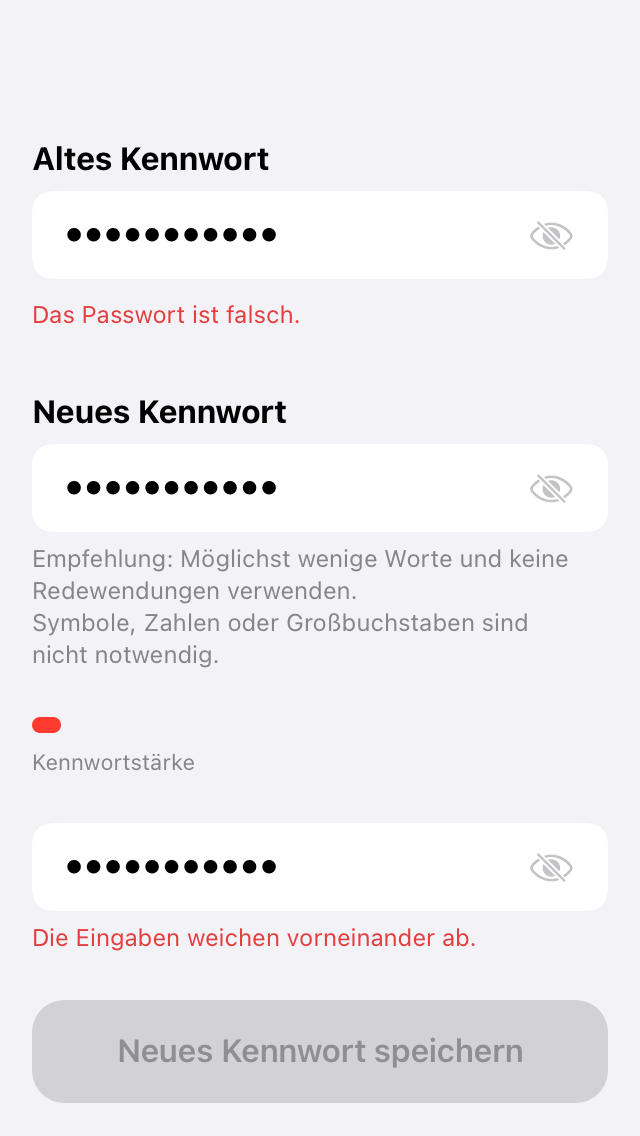 Altes Kennwort
•••••••••••
Das Passwort ist falsch.
Neues Kennwort
•••••••••••
Empfehlung: Möglichst wenige Worte und keine
Redewendungen verwenden.
Symbole, Zahlen oder Großbuchstaben sind
nicht notwendig.
Kennwortstärke
•••••••••••
Die Eingaben weichen vorneinander ab.
Neues Kennwort speichern